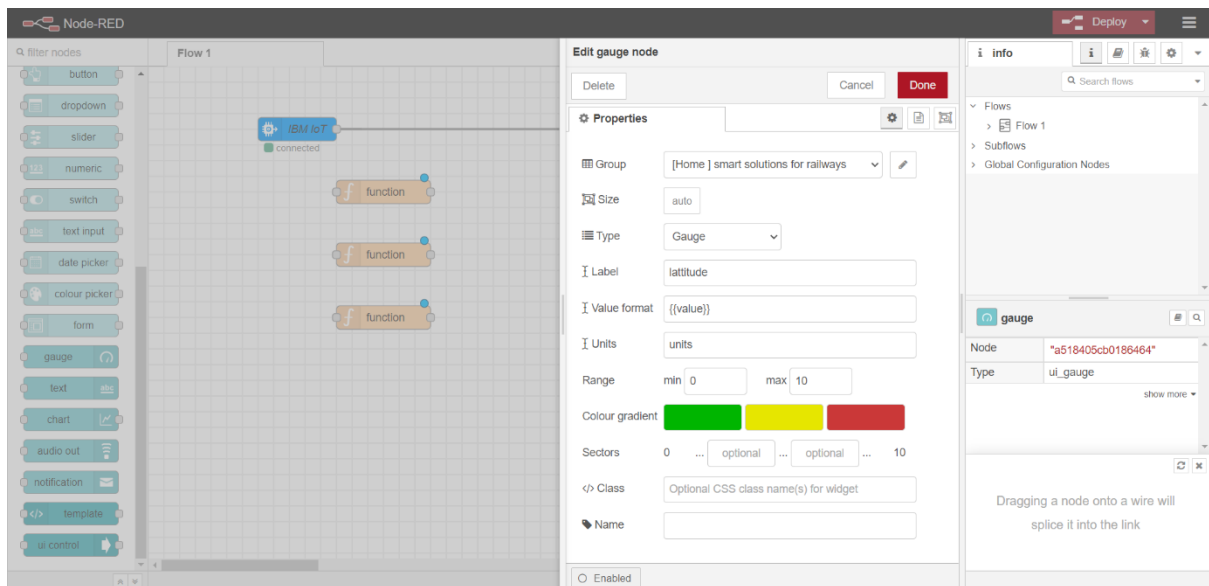 Node-RED
Deploy
filter nodes
button
dropdown
slider
numeric
switch
text input
date picker
colour picker
form
gauge
text
chart
audio out
notification
template
ui control
123
abc
abc
Flow 1
IBM IoT
connected
function
function
function
Edit gauge node
Delete
Cancel
Done
Properties
Group
[Home ] smart solutions for railways
Size
auto
Type
Gauge
Label
lattitude
Value format
{{value}}
Units
units
Range
min 0
max 10
Colour gradient
Sectors
0 ... optional ... optional ... 10
</> Class
Optional CSS class name(s) for widget
Name
Enabled
i info
i
Search flows
Flows
Flow 1
Subflows
Global Configuration Nodes
gauge
Node "a518405cb0186464"
Type ui_gauge
show more
Dragging a node onto a wire will
splice it into the link